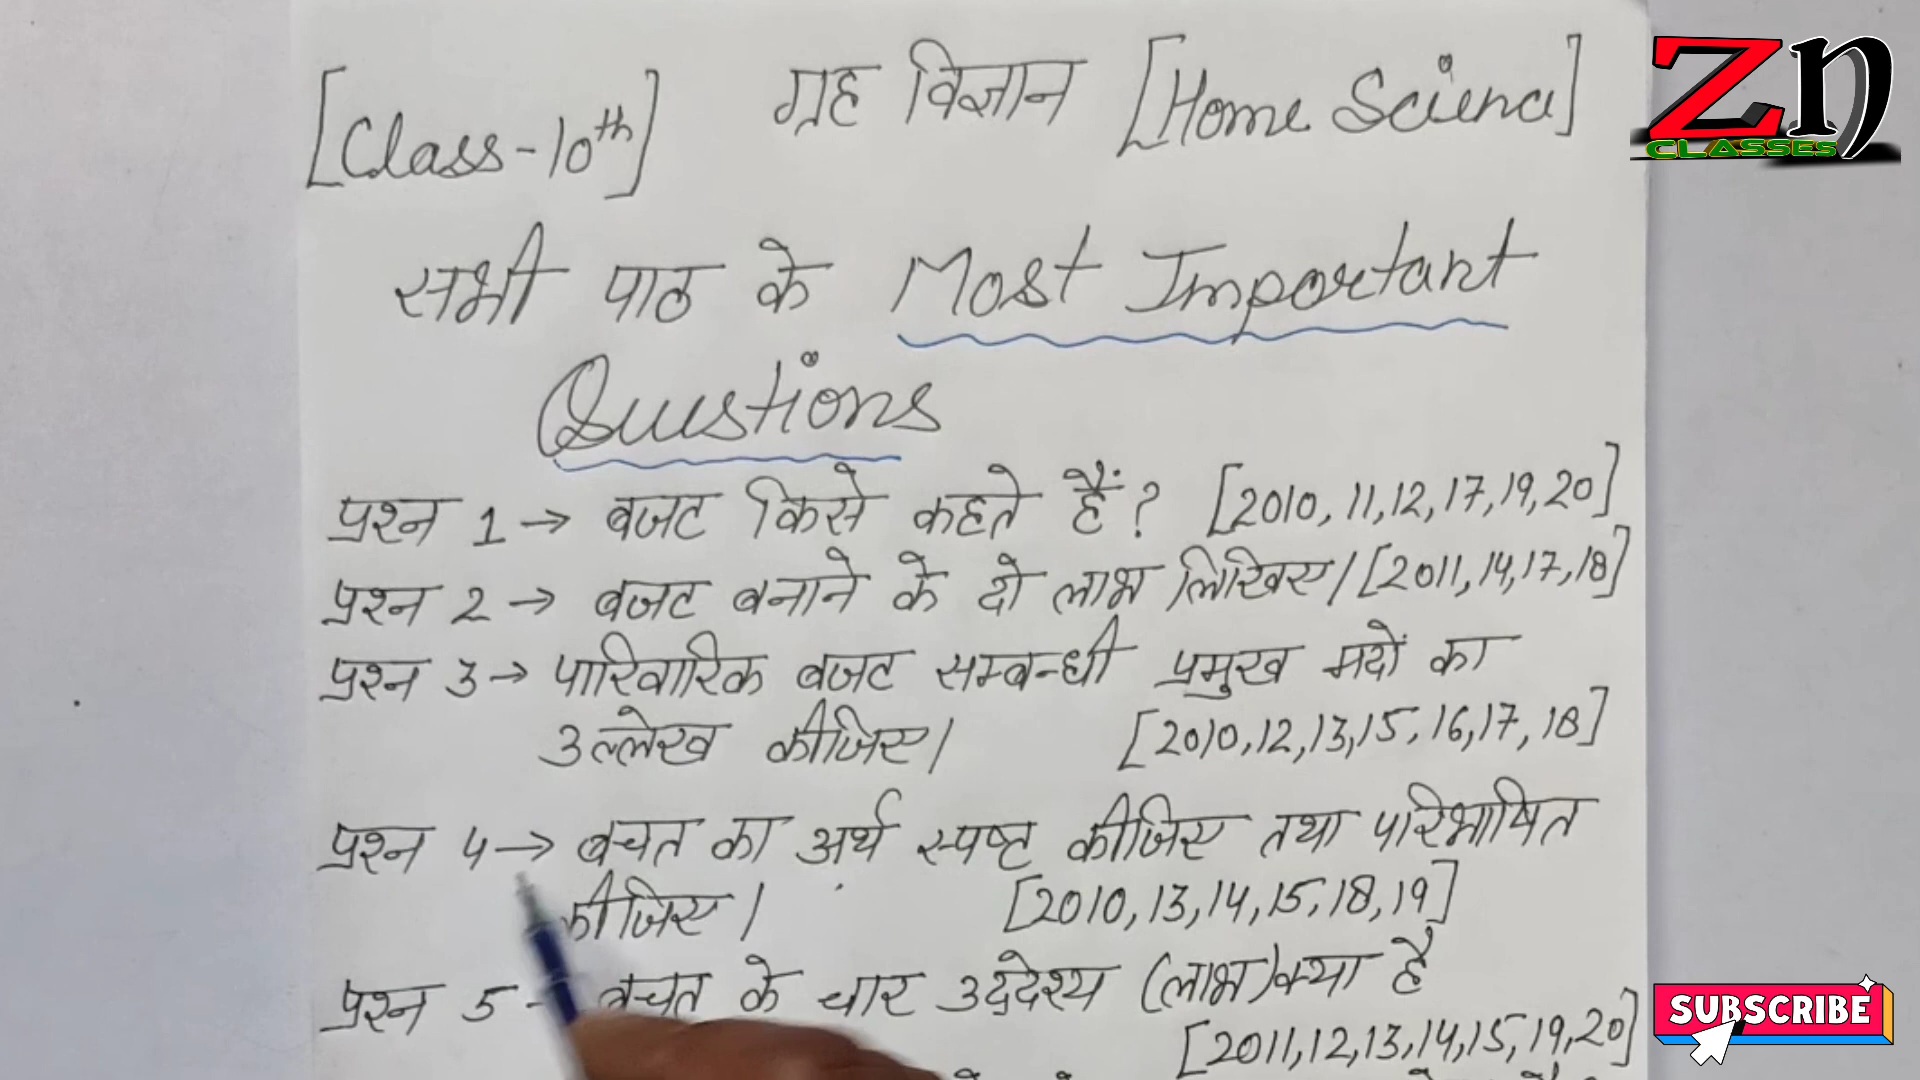 [Class-10th] ग्रह विज्ञान [Home Science]
सभी पाठ के Most Important
Questions
प्रश्न 1→ बजट किसे कहते हैं? [2010, 11, 12, 17, 19, 20]
प्रश्न 2→ बजट बनाने के दो लाभ लिखिए। [2011, 14, 17, 18]
प्रश्न 3→ पारिवारिक बजट सम्बन्धी प्रमुख मदों का
उल्लेख कीजिए। [2010, 12, 13, 15, 16, 17, 18]
प्रश्न 4→ बचत का अर्थ स्पष्ट कीजिए तथा परिभाषित
कीजिए। [2010, 13, 14, 15, 18, 19]
प्रश्न 5- बचत के चार उद्देश्य (लाभ) क्या है
[2011, 12, 13, 14, 15, 19, 20]
Zn
CLASSES
SUBSCRIBE